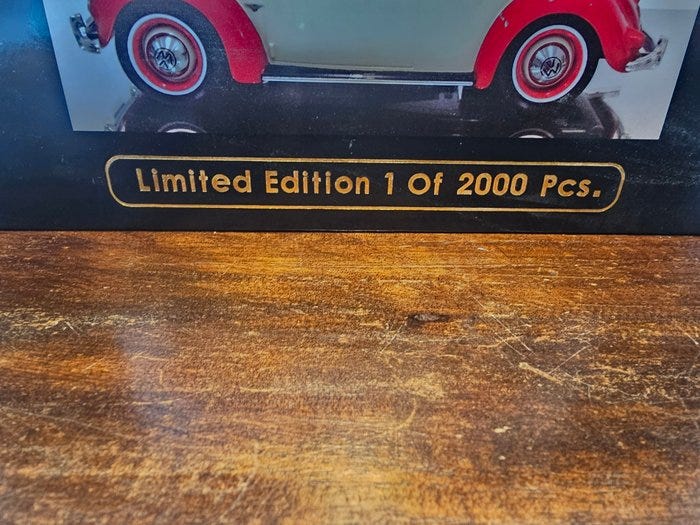 Limited Edition 1 Of 2000 Pcs.